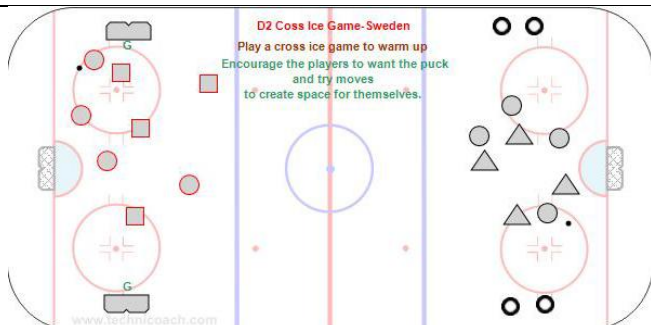 D2 Coss Ice Game-Sweden
Play a cross ice game to warm up
Encourage the players to want the puck
and try moves
to create space for themselves.
G
G
www.technicoach.com